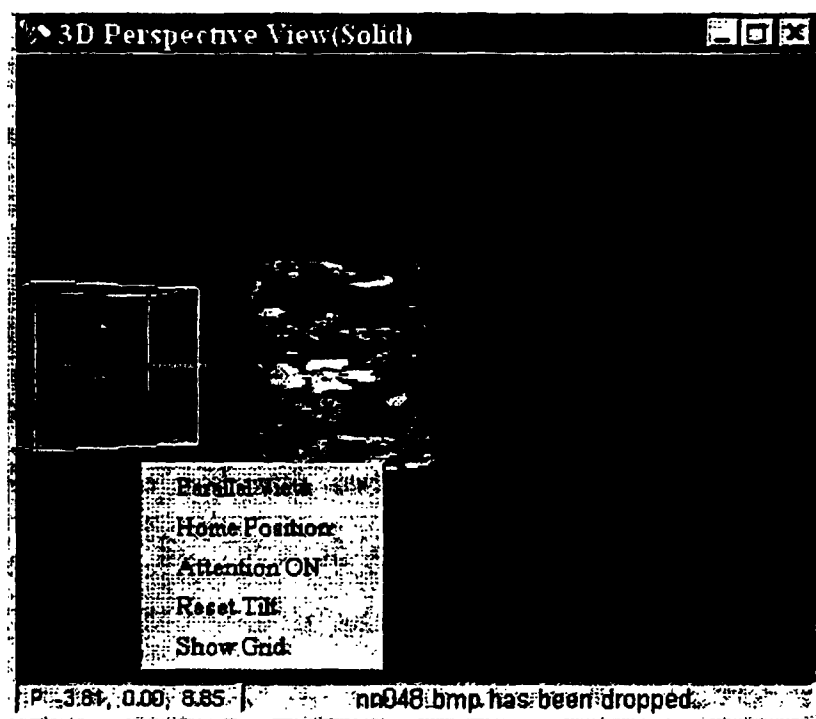 3D Perspective View(Solid)
Parallel View
Home Position
Attention ON
Reset Tilt
Show Grid
P: -3.81, 0.00, 8.85
nn048.bmp has been dropped.